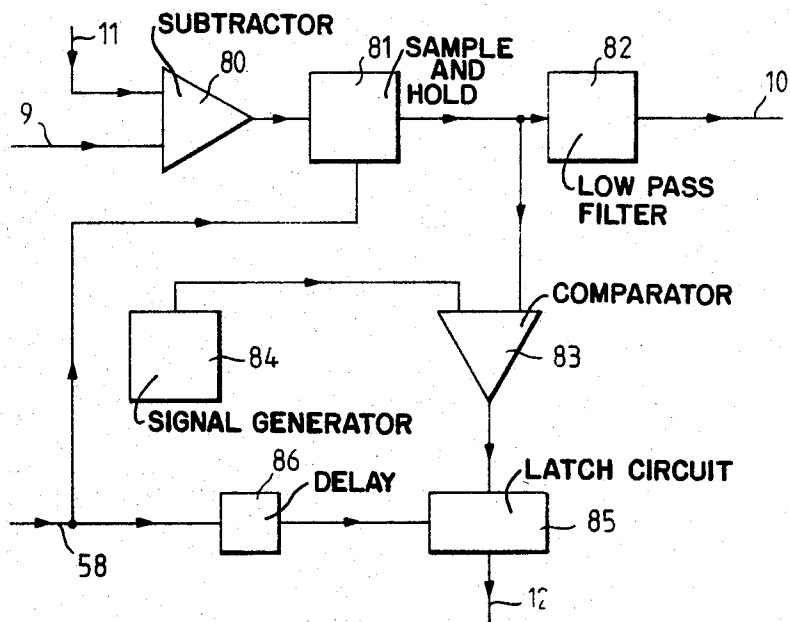 11
SUBTRACTOR
80
81
SAMPLE
AND
HOLD
82
10
9
LOW PASS
FILTER
COMPARATOR
83
84
SIGNAL GENERATOR
86
DELAY
LATCH CIRCUIT
85
58
12